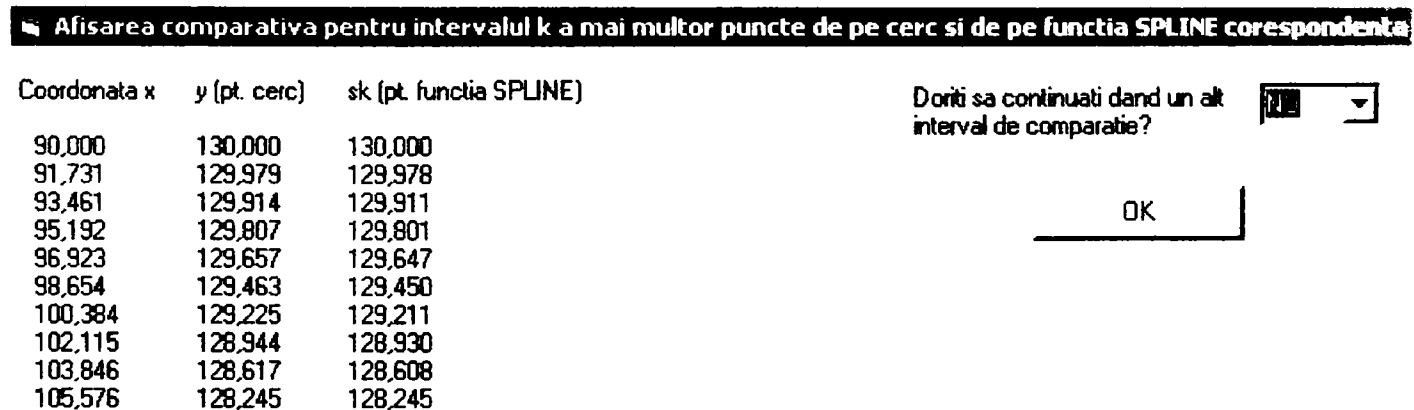 Afisarea comparativa pentru intervalul k a mai multor puncte de pe cerc si de pe functia SPLINE corespondenta
Coordonata x y (pt. cerc) sk (pt. functia SPLINE)
90,000 130,000 130,000
91,731 129,979 129,978
93,461 129,914 129,911
95,192 129,807 129,801
96,923 129,657 129,647
98,654 129,463 129,450
100,384 129,225 129,211
102,115 128,944 128,930
103,846 128,617 128,608
105,576 128,245 128,245
Doriti sa continuati dand un alt
interval de comparatie?
OK